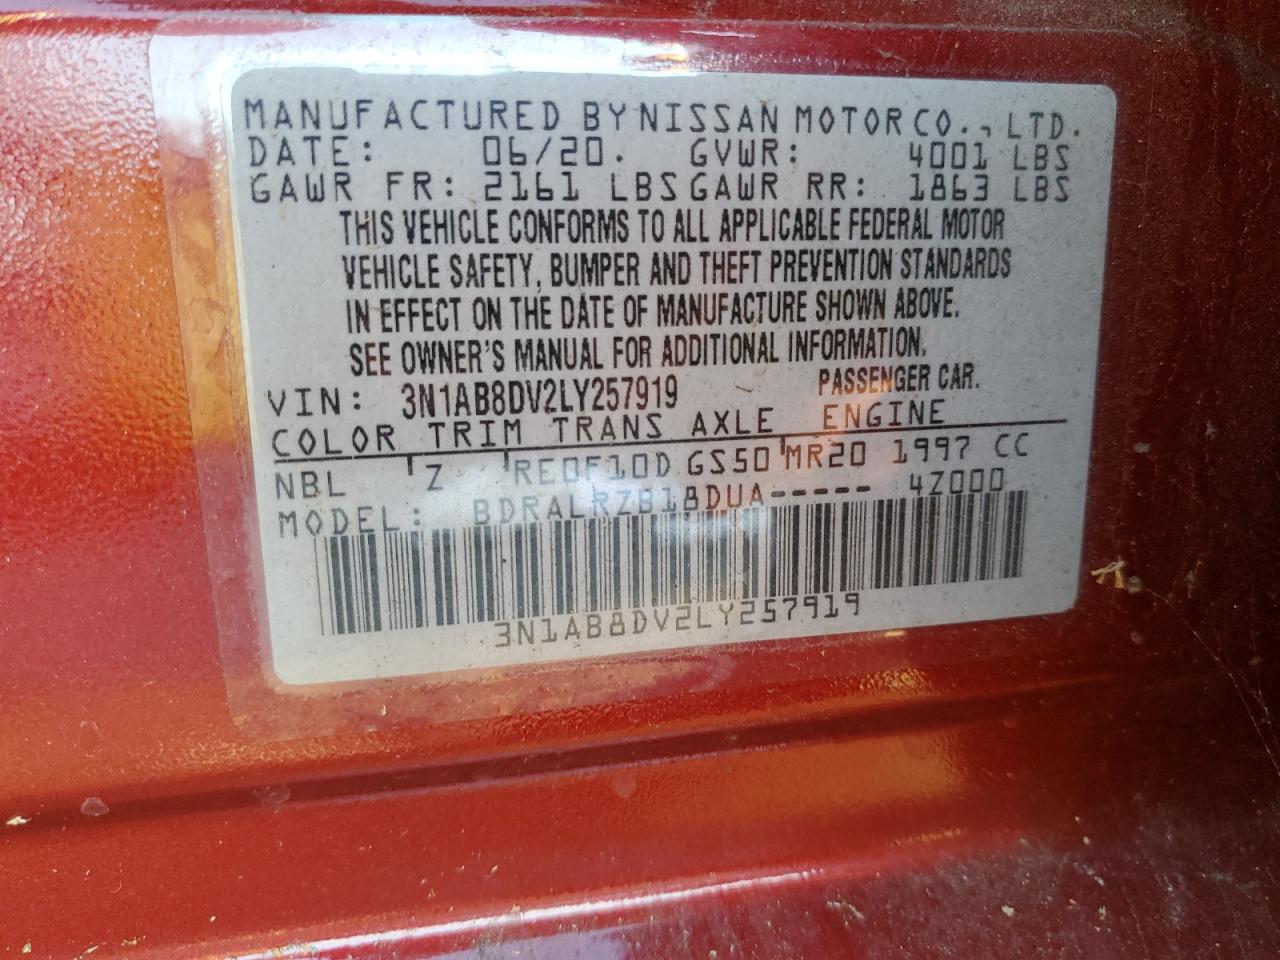 MANUFACTURED BY NISSAN MOTOR CO., LTD.
DATE: 06/20. GVWR: 4001 LBS
GAWR FR: 2161 LBS GAWR RR: 1863 LBS
THIS VEHICLE CONFORMS TO ALL APPLICABLE FEDERAL MOTOR
VEHICLE SAFETY, BUMPER AND THEFT PREVENTION STANDARDS
IN EFFECT ON THE DATE OF MANUFACTURE SHOWN ABOVE.
SEE OWNER'S MANUAL FOR ADDITIONAL INFORMATION.
VIN: 3N1AB8DV2LY257919 PASSENGER CAR.
COLOR TRIM TRANS AXLE ENGINE
NBL Z RE0F10D GS50 MR20 1997 CC
MODEL: BDRALRZB18DUA----- 4Z000
3N1AB8DV2LY257919